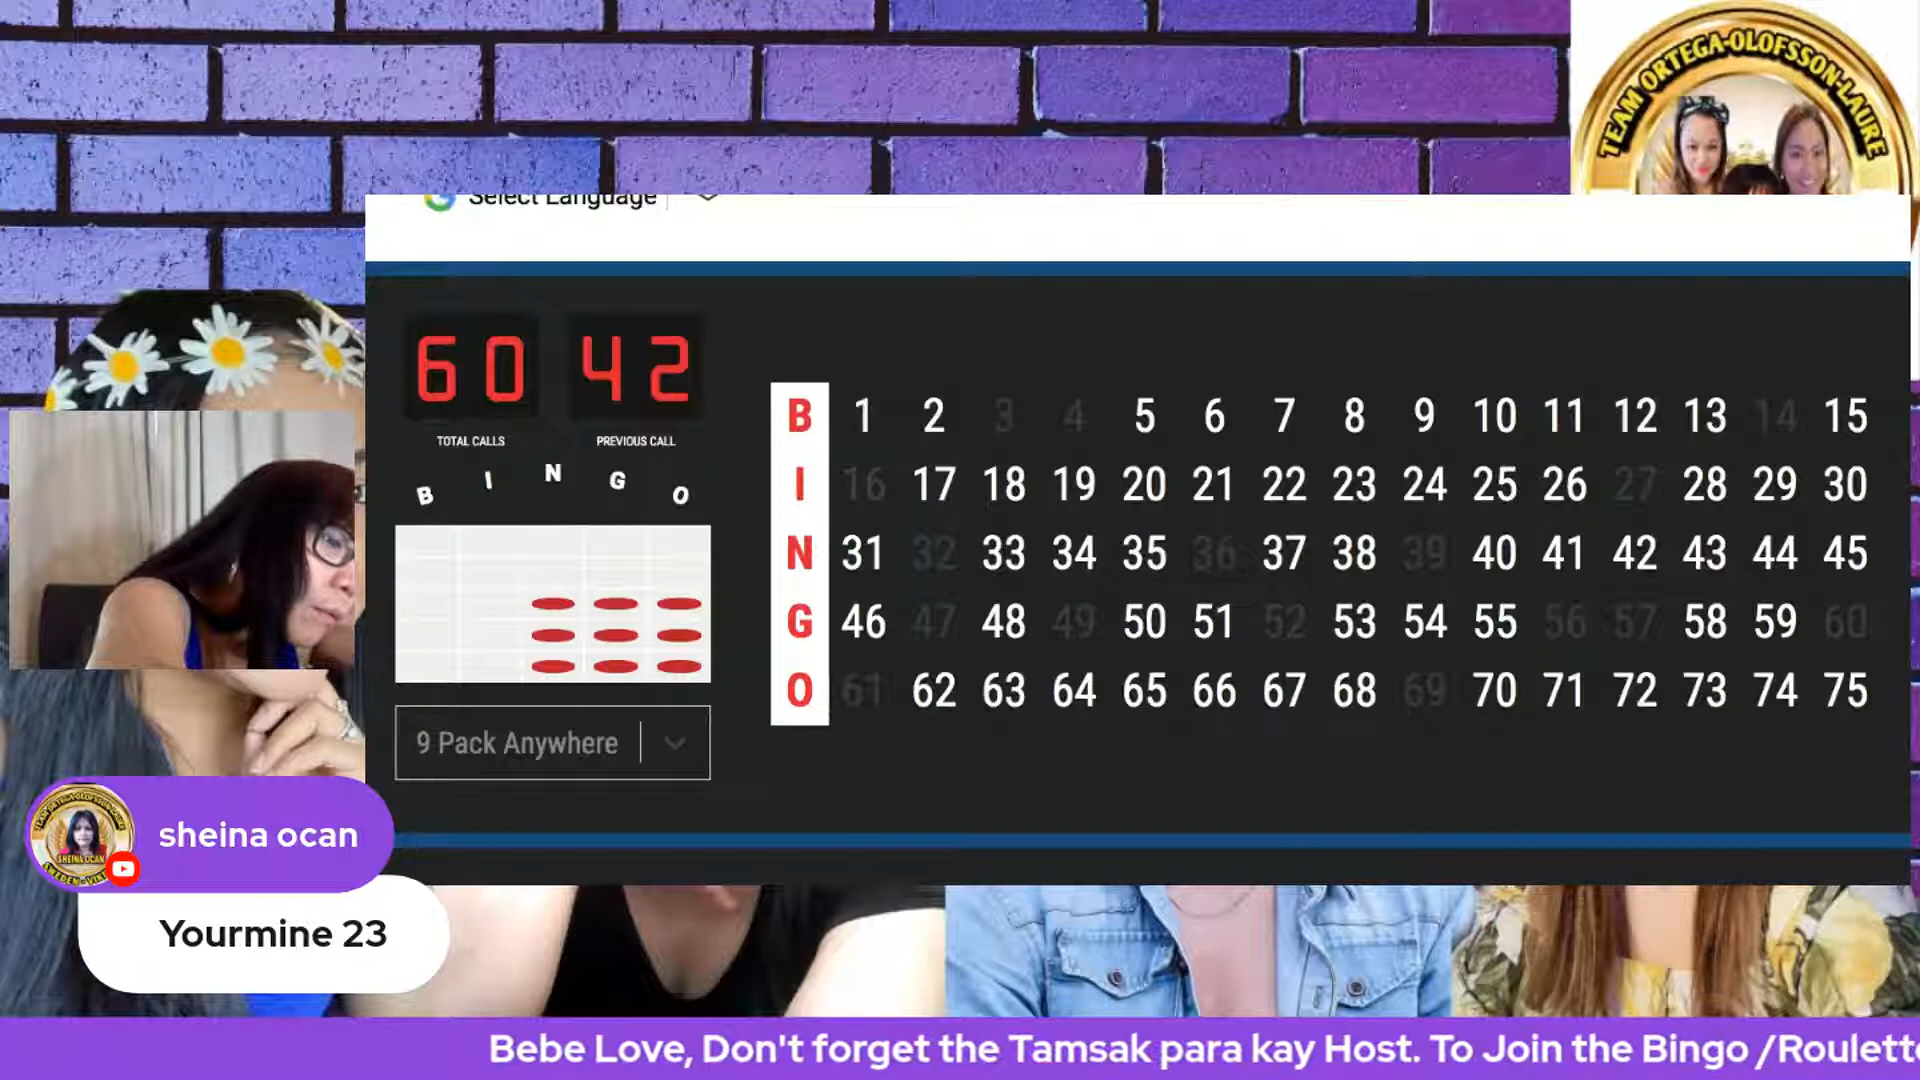 TEAM ORTEGA-OLOFSSON-LAURE
Select Language
60 42
TOTAL CALLS PREVIOUS CALL
B I N G O
9 Pack Anywhere
B 1 2 3 4 5 6 7 8 9 10 11 12 13 14 15
I 16 17 18 19 20 21 22 23 24 25 26 27 28 29 30
N 31 32 33 34 35 36 37 38 39 40 41 42 43 44 45
G 46 47 48 49 50 51 52 53 54 55 56 57 58 59 60
O 61 62 63 64 65 66 67 68 69 70 71 72 73 74 75
SHEINA OCAN
sheina ocan
Yourmine 23
Bebe Love, Don't forget the Tamsak para kay Host. To Join the Bingo /Roulett